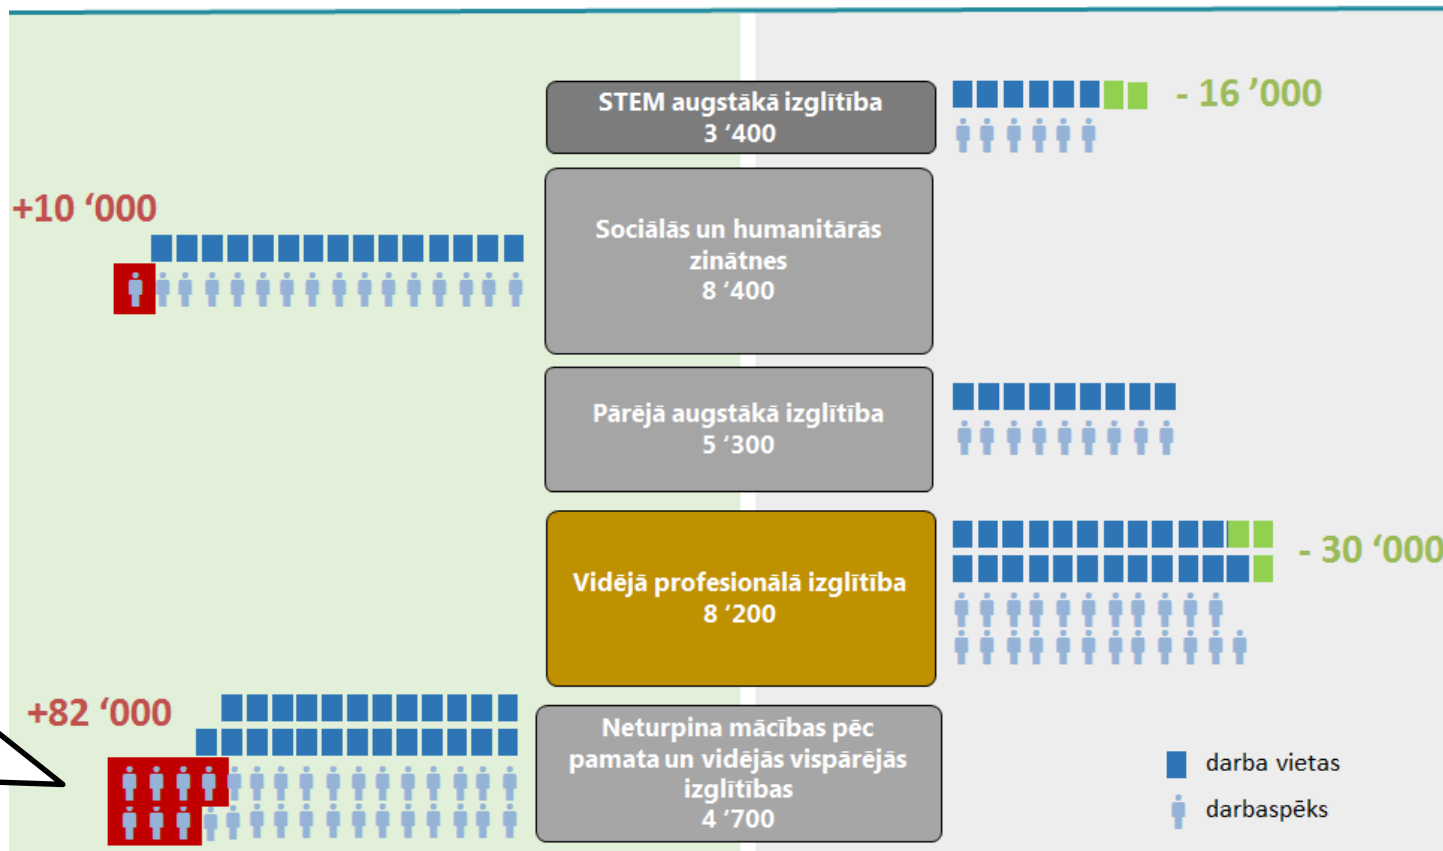 STEM augstākā izglītība
3 ‘400
- 16 ’000
+10 ‘000
Sociālās un humanitārās
zinātnes
8 ‘400
Pārējā augstākā izglītība
5 ‘300
Vidējā profesionālā izglītība
8 ‘200
- 30 ‘000
+82 ‘000
Neturpina mācības pēc
pamata un vidējās vispārējās
izglītības
4 ‘700
darba vietas
darbaspēks